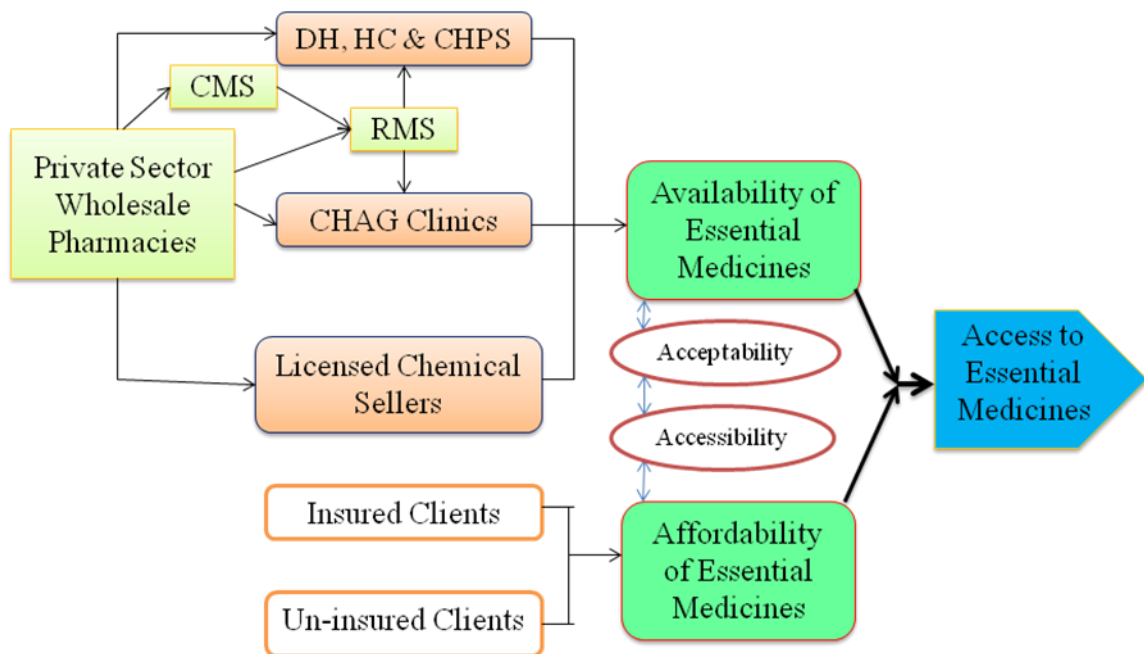 DH, HC & CHPS
CMS
RMS
Private Sector
Wholesale
Pharmacies
CHAG Clinics
Licensed Chemical
Sellers
Insured Clients
Un-insured Clients
Availability of
Essential
Medicines
Acceptability
Accessibility
Affordability
of Essential
Medicines
Access to
Essential
Medicines